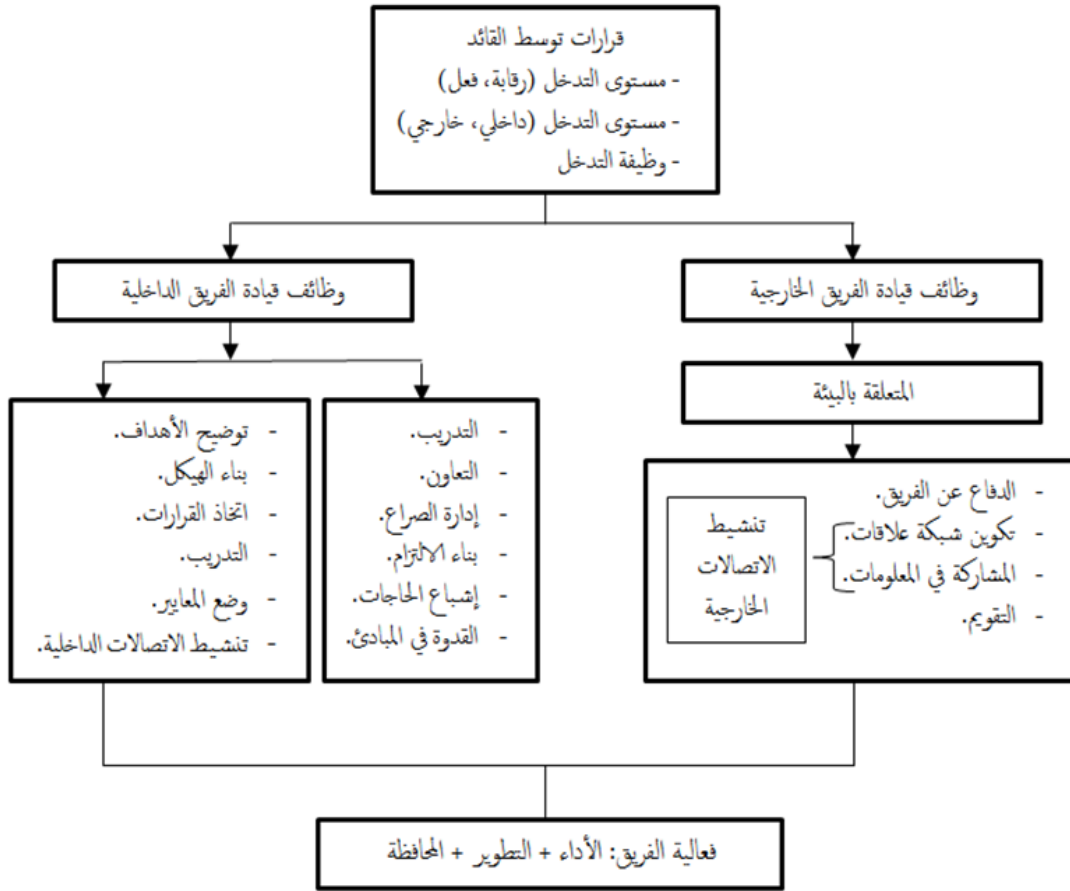 قرارات توسط القائد
- مستوى التدخل (رقابة، فعل)
- مستوى التدخل (داخلي، خارجي)
- وظيفة التدخل
وظائف قيادة الفريق الخارجية
وظائف قيادة الفريق الداخلية
المتعلقة بالبيئة
- الدفاع عن الفريق.
- تكوين شبكة علاقات.
- المشاركة في المعلومات.
- التقويم.
تنشيط
الاتصالات
الخارجية
- التدريب.
- التعاون.
- إدارة الصراع.
- بناء الالتزام.
- إشباع الحاجات.
- القدوة في المبادئ.
- توضيح الأهداف.
- بناء الهيكل.
- اتخاذ القرارات.
- التدريب.
- وضع المعايير.
- تنشيط الاتصالات الداخلية.
فعالية الفريق: الأداء + التطوير + المحافظة